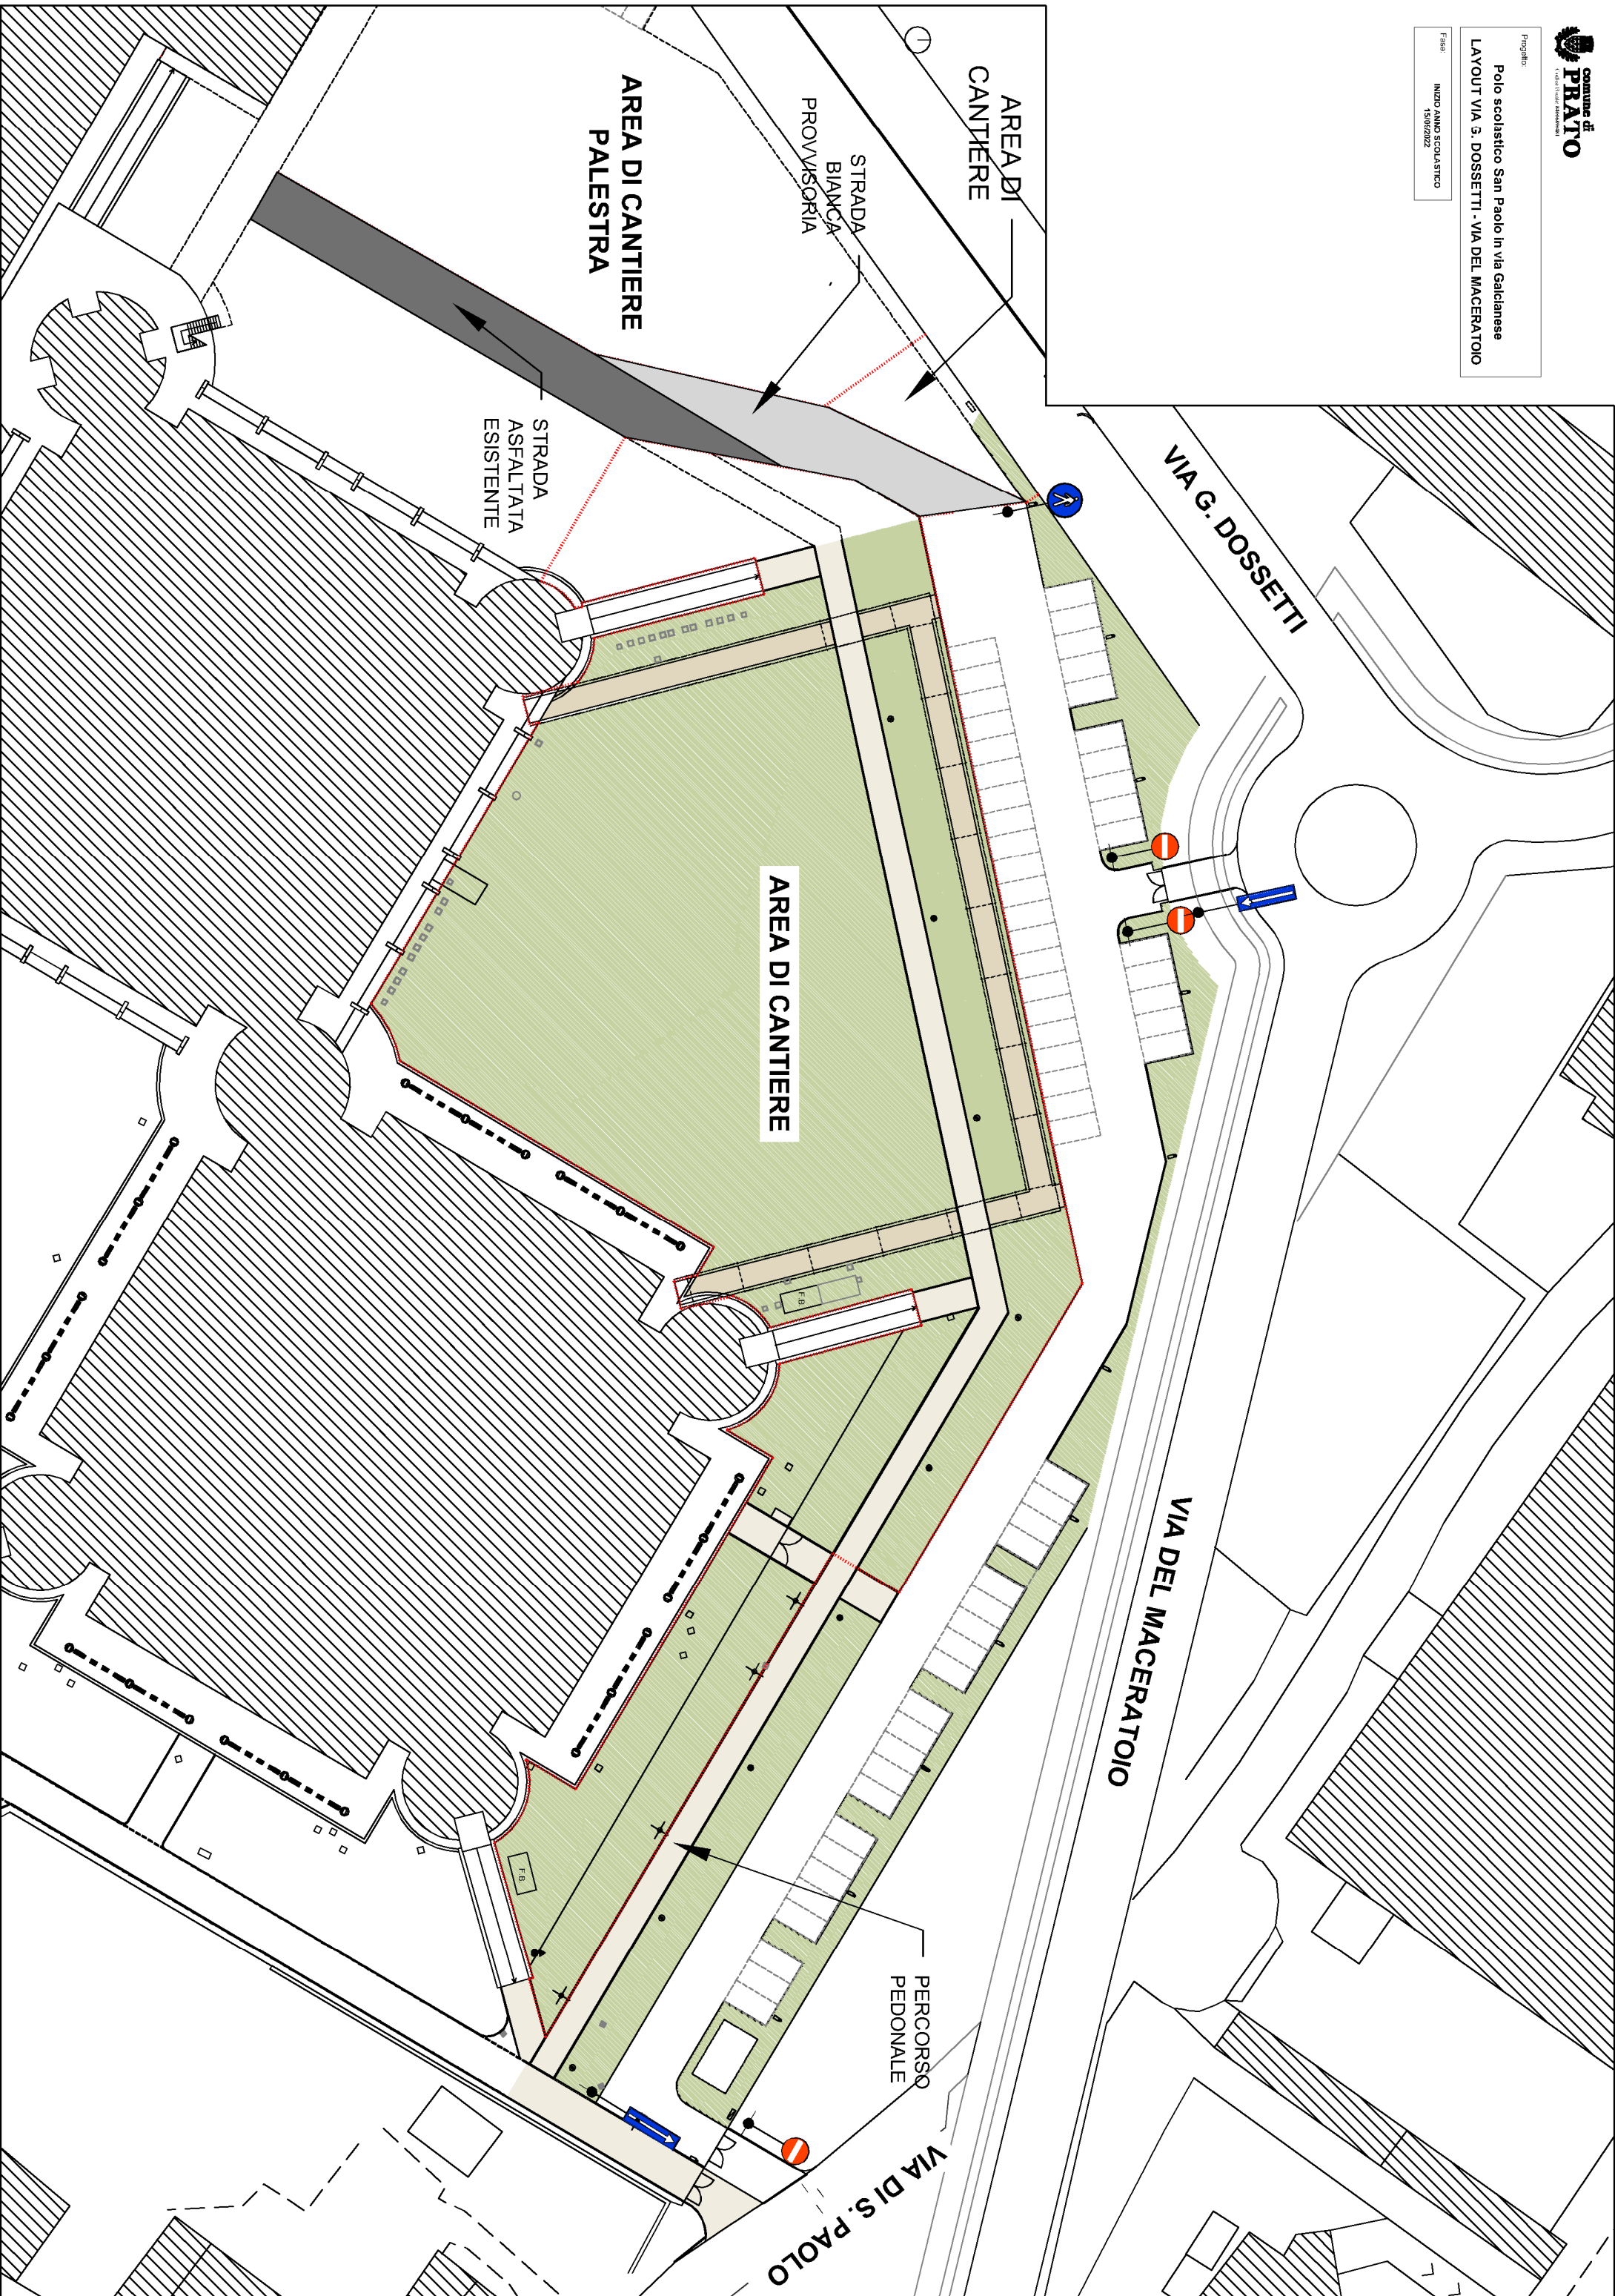 comune di
PRATO
Progetto:
Polo scolastico San Paolo in via Galcianese
LAYOUT VIA G. DOSSETTI - VIA DEL MACERATOIO
Fase:
INIZIO ANNO SCOLASTICO
15/09/2022
AREA DI
CANTIERE
STRADA
BIANCA
PROVVISORIA
AREA DI CANTIERE
PALESTRA
STRADA
ASFALTATA
ESISTENTE
VIA G. DOSSETTI
AREA DI CANTIERE
F.B.
VIA DEL MACERATOIO
F.B.
PERCORSO
PEDONALE
VIA DI S. PAOLO